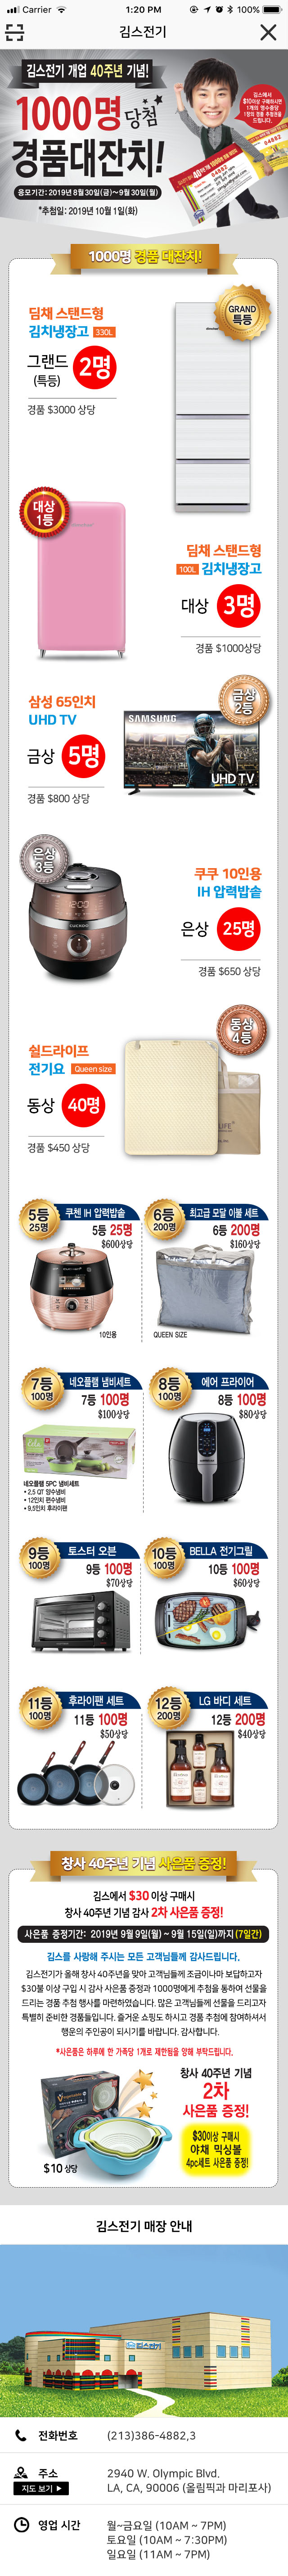 Carrier
1:20 PM
100%
김스전기
김스전기 개업 40주년 기념!
1000명 당첨
경품대잔치!
김스에서
$10이상 구매하시면
1개의 영수증당
1장의 경품 추첨권을
드립니다.
04882
응모기간: 2019년 8월 30일(금)~9월 30일(월)
*추첨일: 2019년 10월 1일(화)
1000명 경품 대잔치!
딤채 스탠드형
김치냉장고 330L
그랜드
(특등)
2명
경품 $3000 상당
GRAND
특등
대상
1등
딤채 스탠드형
100L 김치냉장고
대상 3명
경품 $1000상당
삼성 65인치
UHD TV
금상 5명
경품 $800 상당
금상
2등
SAMSUNG
UHD TV
은상
3등
CUCKOO
쿠쿠 10인용
IH 압력밥솥
은상 25명
경품 $650 상당
동상
4등
쉴드라이프
전기요 Queen size
동상 40명
경품 $450 상당
5등
25명
쿠첸 IH 압력밥솥
5등 25명
$600상당
10인용
6등
200명
최고급 모달 이불 세트
6등 200명
$160상당
QUEEN SIZE
7등
100명
네오플램 냄비세트
7등 100명
$100상당
네오플램 5PC 냄비세트
• 2.5 QT 양수냄비
• 12인치 편수냄비
• 9.5인치 후라이팬
8등
100명
에어 프라이어
8등 100명
$80상당
9등
100명
토스터 오븐
9등 100명
$70상당
10등
100명
BELLA 전기그릴
10등 100명
$60상당
11등
100명
후라이팬 세트
11등 100명
$50상당
12등
200명
LG 바디 세트
12등 200명
$40상당
창사 40주년 기념 사은품 증정!
김스에서 $30 이상 구매시
창사 40주년 기념 감사 2차 사은품 증정!
사은품 증정기간: 2019년 9월 9일(월) ~ 9월 15일(일)까지 (7일간)
김스를 사랑해 주시는 모든 고객님들께 감사드립니다.
김스전기가 올해 창사 40주년을 맞아 고객님들께 조금이나마 보답하고자
$30불 이상 구입 시 감사 사은품 증정과 1000명에게 추첨을 통하여 선물을
드리는 경품 추첨 행사를 마련하였습니다. 많은 고객님들께 선물을 드리고자
특별히 준비한 경품들입니다. 즐거운 쇼핑도 하시고 경품 추첨에 참여하셔서
행운의 주인공이 되시기를 바랍니다. 감사합니다.
*사은품은 하루에 한 가족당 1개로 제한됨을 양해 부탁드립니다.
창사 40주년 기념
2차
사은품 증정!
$30이상 구매시
야채 믹싱볼
4pc세트 사은품 증정!
$10 상당
김스전기 매장 안내
김스전기
전화번호 (213)386-4882,3
주소 2940 W. Olympic Blvd.
지도 보기 ▶ LA, CA, 90006 (올림픽과 마리포사)
영업 시간 월~금요일 (10AM ~ 7PM)
토요일 (10AM ~ 7:30PM)
일요일 (11AM ~ 7PM)